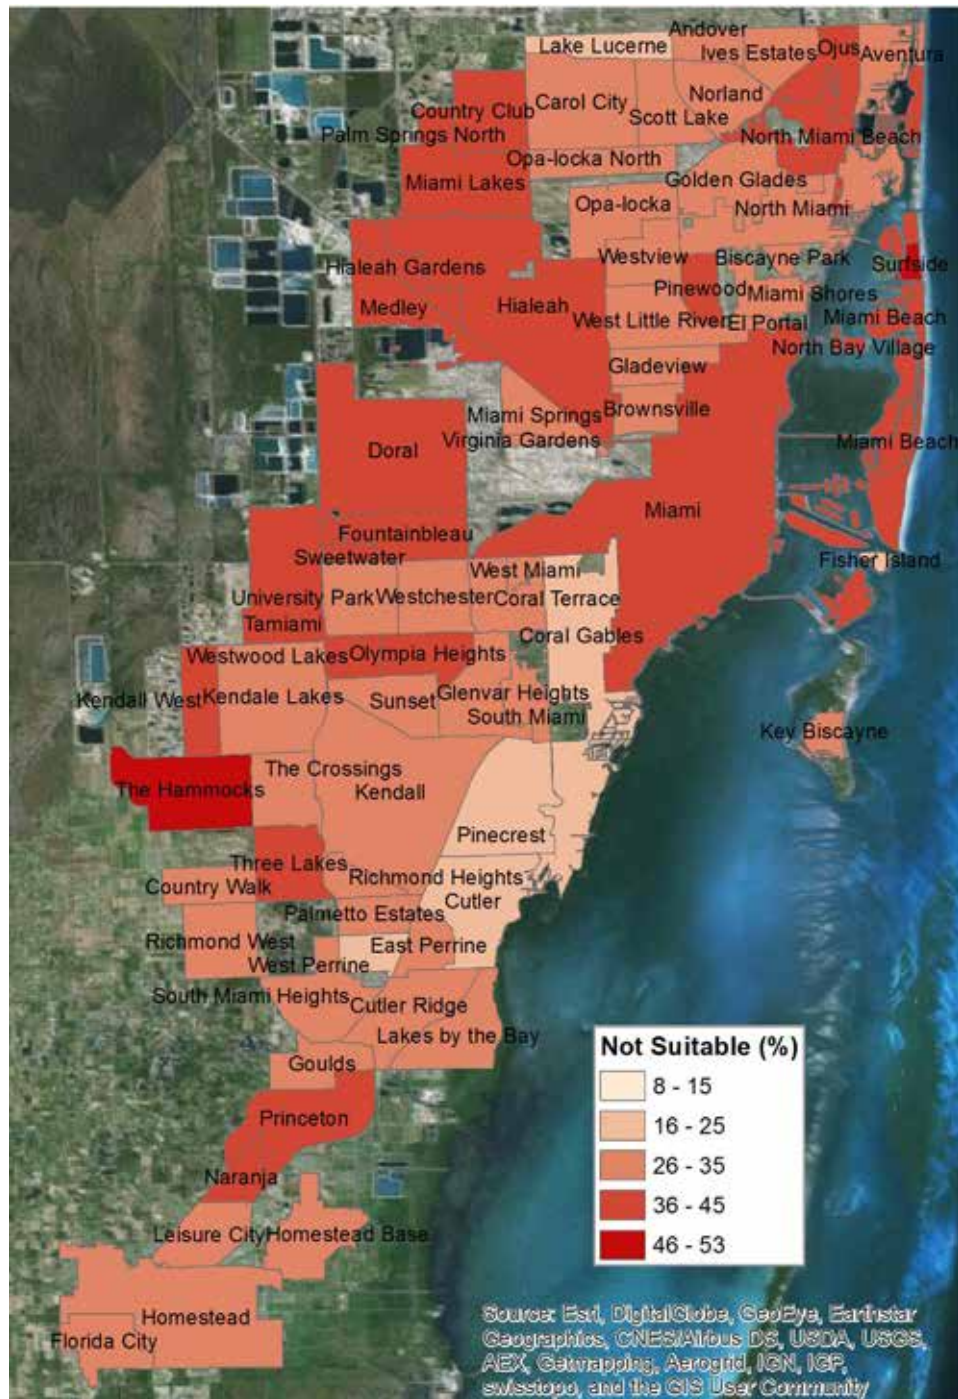 Andover
Lake Lucerne
Ives Estates
Ojus
Aventura
Country Club
Carol City
Norland
Scott Lake
Palm Springs North
North Miami Beach
Opa-locka North
Miami Lakes
Golden Glades
Opa-locka
North Miami
Hialeah Gardens
Westview
Biscayne Park
Surfside
Pinewood
Miami Shores
Medley
Hialeah
West Little River
El Portal
Miami Beach
North Bay Village
Gladeview
Miami Springs
Brownsville
Virginia Gardens
Miami Beach
Doral
Miami
Fountainbleau
Sweetwater
Fisher Island
West Miami
University Park
Westchester
Coral Terrace
Tamiami
Coral Gables
Westwood Lakes
Olympia Heights
Kendall West
Kendale Lakes
Sunset
Glenvar Heights
South Miami
Key Biscayne
The Crossings
The Hammocks
Kendall
Pinecrest
Three Lakes
Richmond Heights
Country Walk
Cutler
Palmetto Estates
Richmond West
East Perrine
West Perrine
South Miami Heights
Cutler Ridge
Lakes by the Bay
Goulds
Princeton
Naranja
Leisure City
Homestead Base
Homestead
Florida City
Not Suitable (%)
8 - 15
16 - 25
26 - 35
36 - 45
46 - 53
Source: Esri, DigitalGlobe, GeoEye, Earthstar
Geographics, CNES/Airbus DS, USDA, USGS,
AEX, Getmapping, Aerogrid, IGN, IGP,
swisstopo, and the GIS User Community